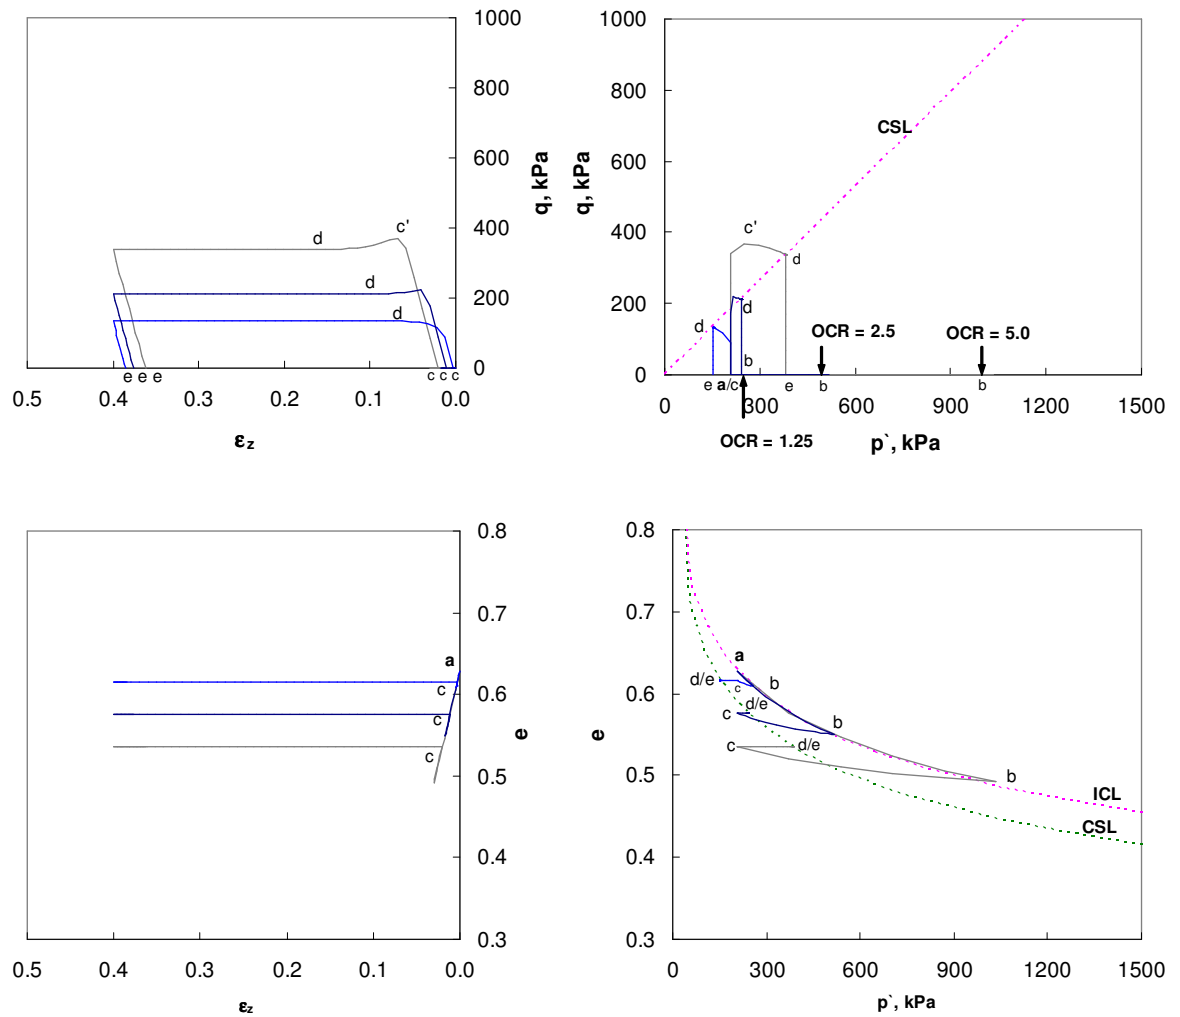 1000
800
600
400
200
0
q, kPa
c'
d
d
d
e e e
c c c
0.5 0.4 0.3 0.2 0.1 0.0
εz
1000
800
600
400
200
0
q, kPa
CSL
c'
d
d
d
b
OCR = 2.5
OCR = 5.0
e a/c e b b
0 300 600 900 1200 1500
OCR = 1.25
p`, kPa
0.8
0.7
0.6
0.5
0.4
0.3
e
a
c
c
c
0.5 0.4 0.3 0.2 0.1 0.0
εz
0.8
0.7
0.6
0.5
0.4
0.3
e
a
d/e c b
c d/e b
c d/e b
ICL
CSL
0 300 600 900 1200 1500
p`, kPa